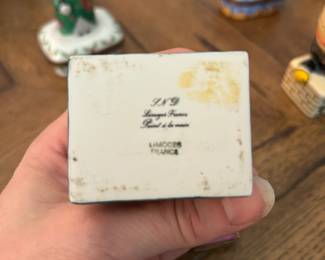 S.N.D
Limoges France
Peint à la main
LIMOGES
FRANCE